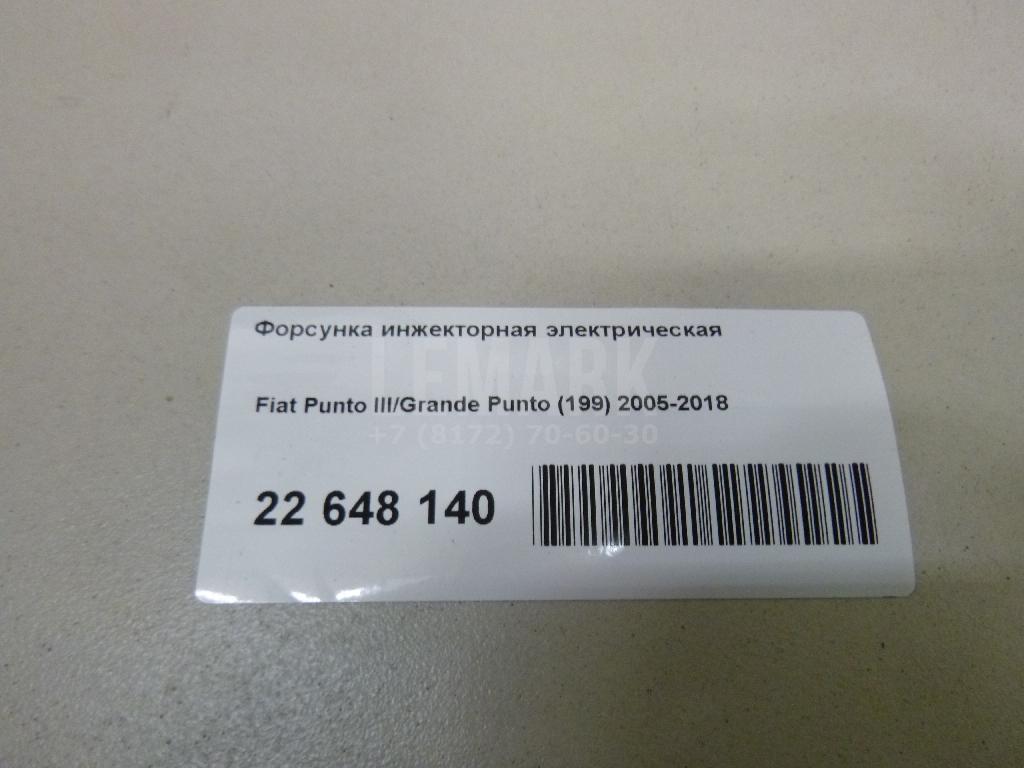 Форсунка инжекторная электрическая
LEMARK
Fiat Punto III/Grande Punto (199) 2005-2018
+7 (8172) 70-60-30
22 648 140